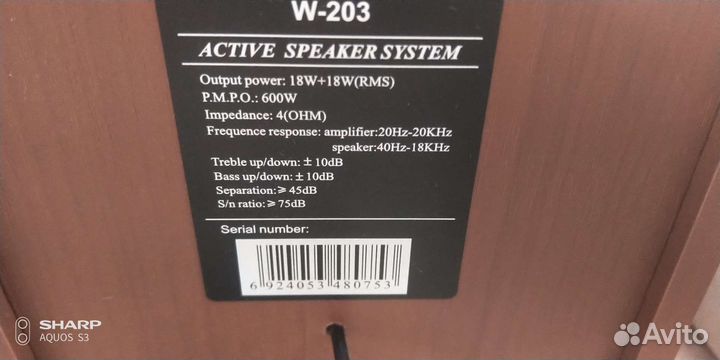 W-203
ACTIVE SPEAKER SYSTEM
Output power: 18W+18W(RMS)
P.M.P.O.: 600W
Impedance: 4(OHM)
Frequence response: amplifier:20Hz-20KHz
speaker:40Hz-18KHz
Treble up/down: ± 10dB
Bass up/down: ± 10dB
Separation: ⩾ 45dB
S/n ratio: ⩾ 75dB
Serial number:
6 924053 480753
SHARP
AQUOS S3
Avito